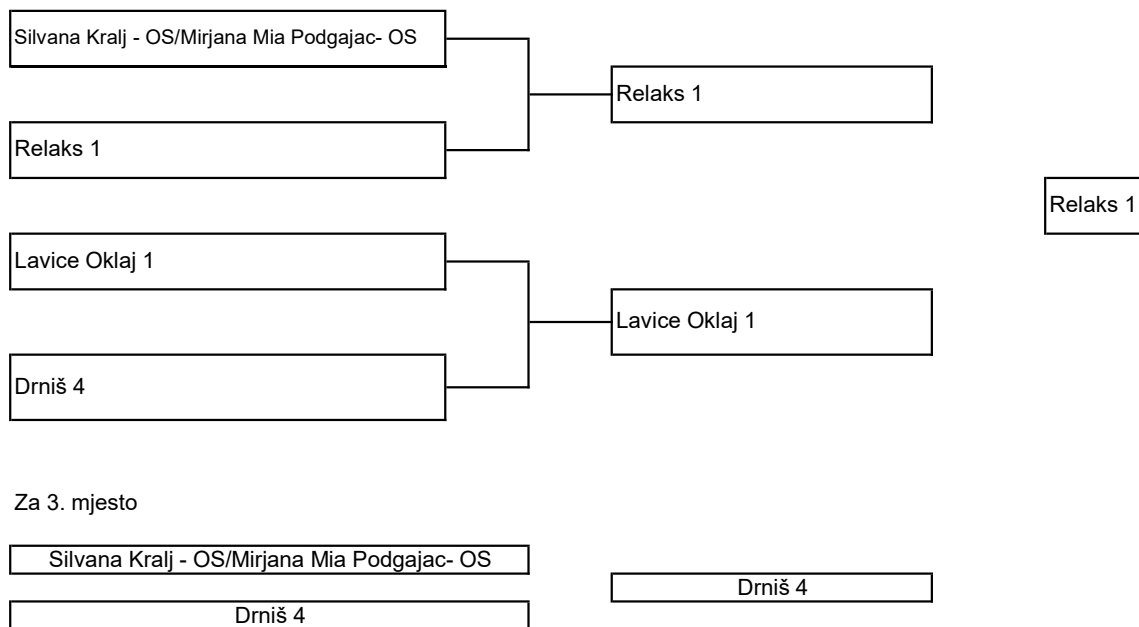 Silvana Kralj - OS/Mirjana Mia Podgajac- OS
Relaks 1
Relaks 1
Relaks 1
Lavice Oklaj 1
Lavice Oklaj 1
Drniš 4
Za 3. mjesto
Silvana Kralj - OS/Mirjana Mia Podgajac- OS
Drniš 4
Drniš 4